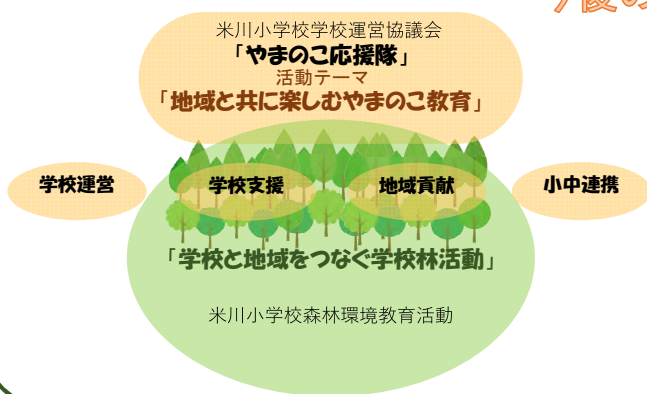 今後の
米川小学校学校運営協議会
「やまのこ応援隊」
活動テーマ
「地域と共に楽しむやまのこ教育」
学校運営
学校支援
地域貢献
小中連携
「学校と地域をつなぐ学校林活動」
米川小学校森林環境教育活動